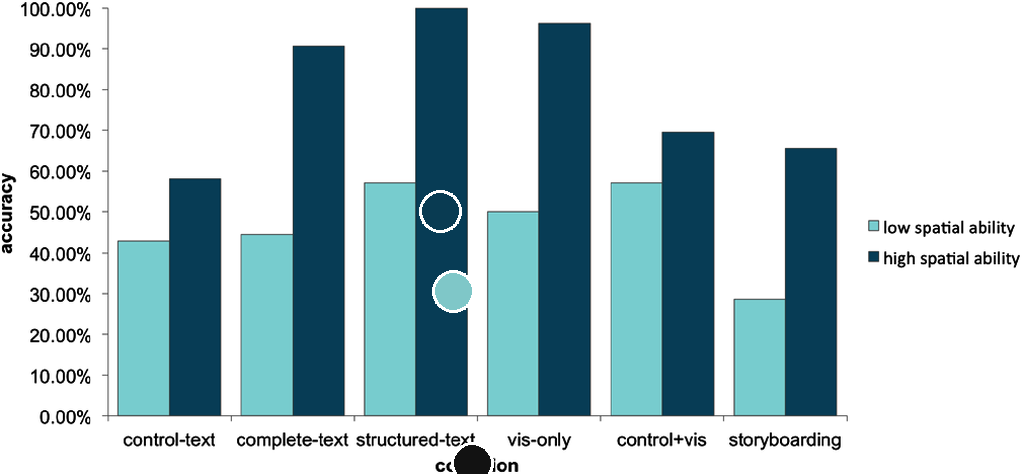 100.00%
90.00%
80.00%
70.00%
60.00%
50.00%
40.00%
30.00%
20.00%
10.00%
0.00%
accuracy
control-text complete-text structured-text vis-only control+vis storyboarding
low spatial ability
high spatial ability